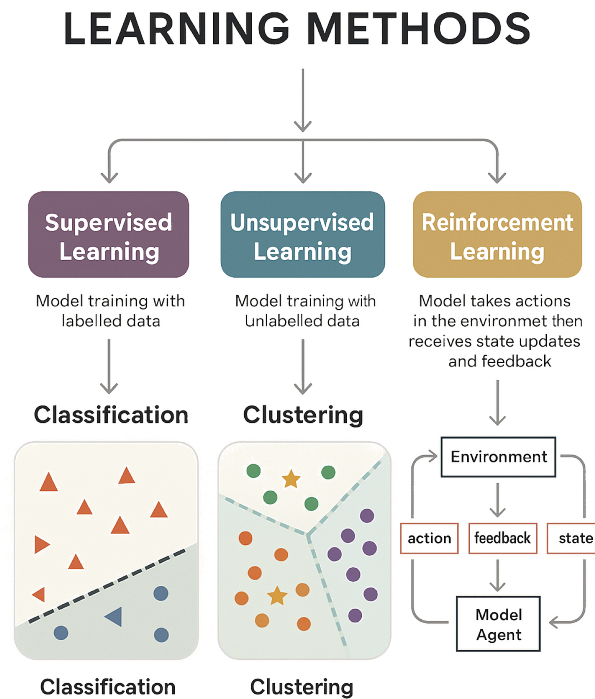 LEARNING METHODS
Supervised
Learning
Unsupervised
Learning
Reinforcement
Learning
Model training with
labelled data
Model training with
Unlabelled data
Model takes actions
in the environmet then
receives state updates
and feedback
Classification
Clustering
Environment
action
feedback
state
Model
Agent
Classification
Clustering